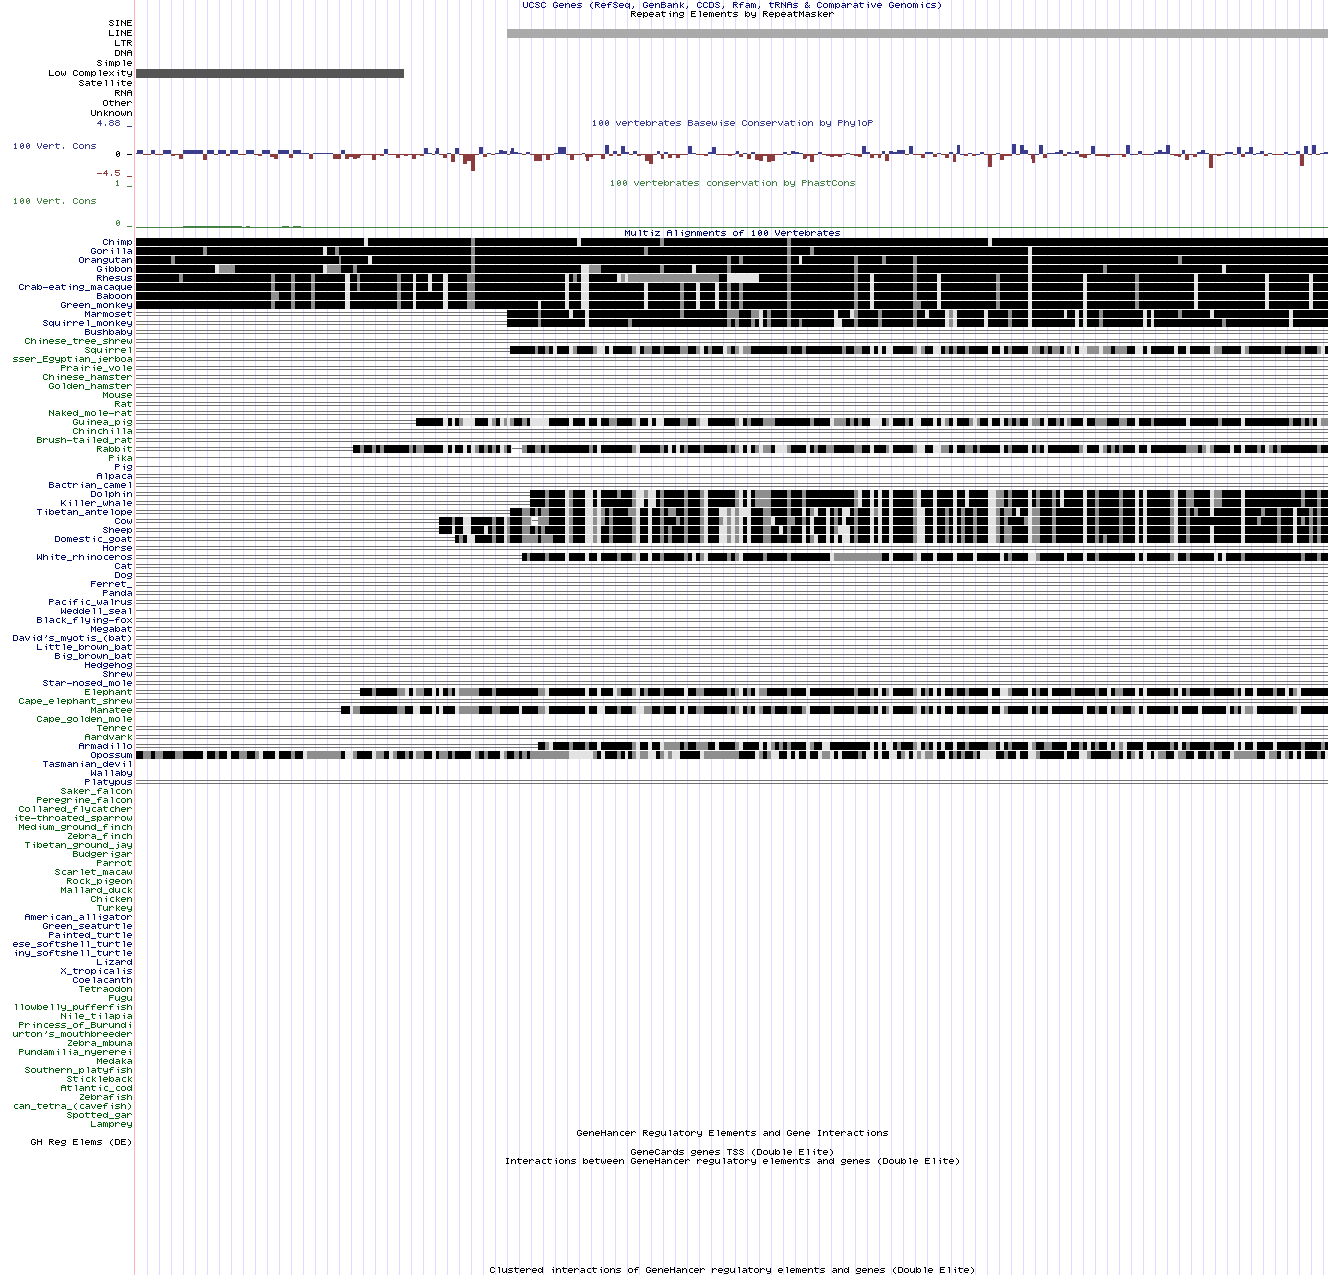 UCSC Genes (RefSeq, GenBank, CCDS, Rfam, tRNAs & Comparative Genomics)
Repeating Elements by RepeatMasker
SINE
LINE
LTR
DNA
Simple
Low Complexity
Satellite
RNA
Other
Unknown
4.88 _
100 vertebrates Basewise Conservation by PhyloP
100 Vert. Cons
0 -
-4.5 _
1 _
100 vertebrates conservation by PhastCons
100 Vert. Cons
0 _
Multiz Alignments of 100 Vertebrates
Chimp
Gorilla
Orangutan
Gibbon
Rhesus
Crab-eating_macaque
Baboon
Green_monkey
Marmoset
Squirrel_monkey
Bushbaby
Chinese_tree_shrew
Squirrel
sser_Egyptian_jerboa
Prairie_vole
Chinese_hamster
Golden_hamster
Mouse
Rat
Naked_mole-rat
Guinea_pig
Chinchilla
Brush-tailed_rat
Rabbit
Pika
Pig
Alpaca
Bactrian_camel
Dolphin
Killer_whale
Tibetan_antelope
Cow
Sheep
Domestic_goat
Horse
White_rhinoceros
Cat
Dog
Ferret_
Panda
Pacific_walrus
Weddell_seal
Black_flying-fox
Megabat
David's_myotis_(bat)
Little_brown_bat
Big_brown_bat
Hedgehog
Shrew
Star-nosed_mole
Elephant
Cape_elephant_shrew
Manatee
Cape_golden_mole
Tenrec
Aardvark
Armadillo
Opossum
Tasmanian_devil
Wallaby
Platypus
Saker_falcon
Peregrine_falcon
Collared_flycatcher
ite-throated_sparrow
Medium_ground_finch
Zebra_finch
Tibetan_ground_jay
Budgerigar
Parrot
Scarlet_macaw
Rock_pigeon
Mallard_duck
Chicken
Turkey
American_alligator
Green_seaturtle
Painted_turtle
ese_softshell_turtle
iny_softshell_turtle
Lizard
X_tropicalis
Coelacanth
Tetraodon
Fugu
llowbelly_pufferfish
Nile_tilapia
Princess_of_Burundi
urton's_mouthbreeder
Zebra_mbuna
Pundamilia_nyererei
Medaka
Southern_platyfish
Stickleback
Atlantic_cod
Zebrafish
can_tetra_(cavefish)
Spotted_gar
Lamprey
GeneHancer Regulatory Elements and Gene Interactions
GH Reg Elems (DE)
GeneCards genes TSS (Double Elite)
Interactions between GeneHancer regulatory elements and genes (Double Elite)
Clustered interactions of GeneHancer regulatory elements and genes (Double Elite)